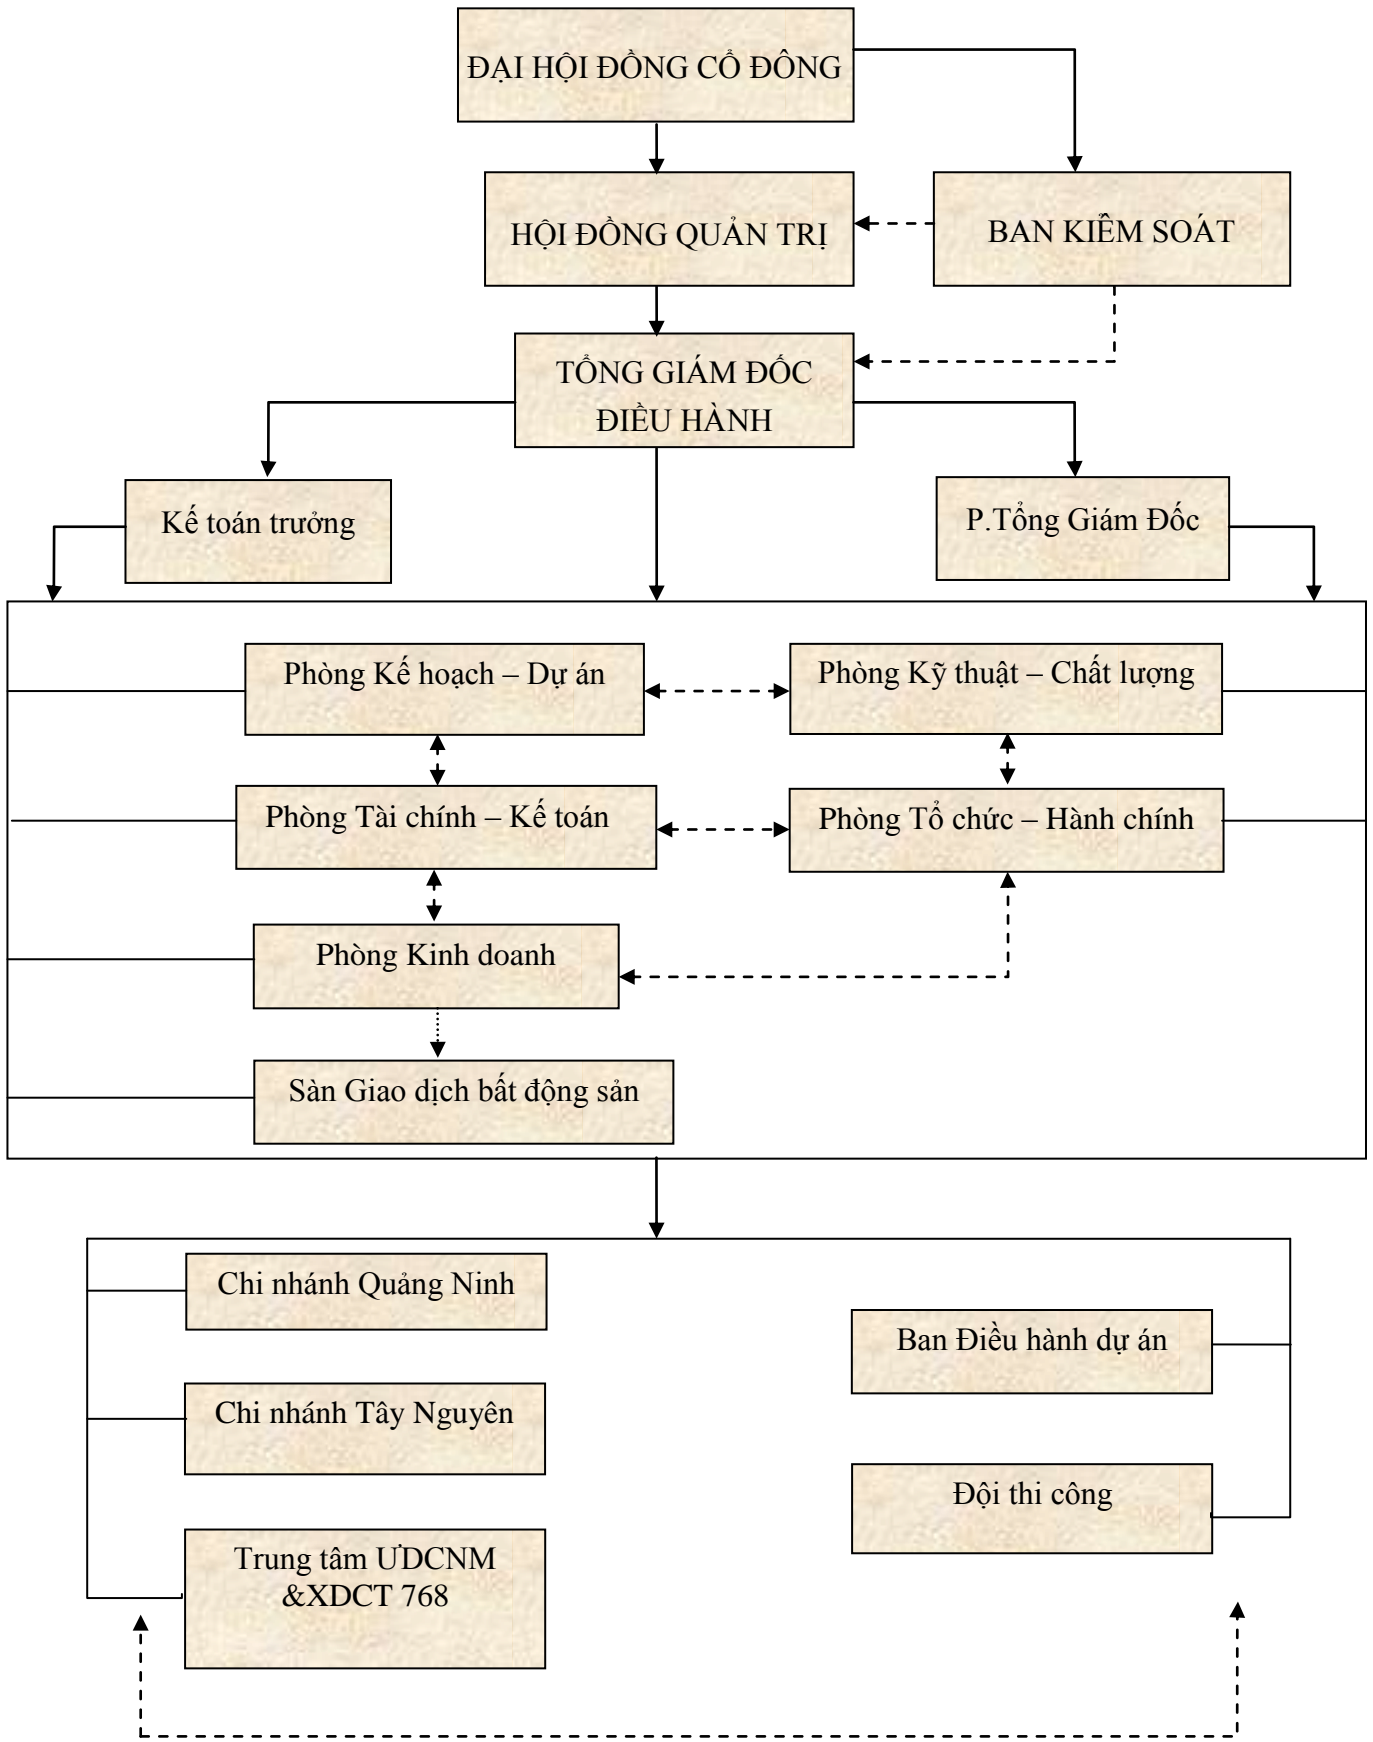 ĐẠI HỘI ĐỒNG CỔ ĐÔNG
HỘI ĐỒNG QUẢN TRỊ
BAN KIỂM SOÁT
TỔNG GIÁM ĐỐC
ĐIỀU HÀNH
Kế toán trưởng
P.Tổng Giám Đốc
Phòng Kế hoạch – Dự án
Phòng Kỹ thuật – Chất lượng
Phòng Tài chính – Kế toán
Phòng Tổ chức – Hành chính
Phòng Kinh doanh
Sàn Giao dịch bất động sản
Chi nhánh Quảng Ninh
Ban Điều hành dự án
Chi nhánh Tây Nguyên
Đội thi công
Trung tâm ƯDCNM
&XDCT 768